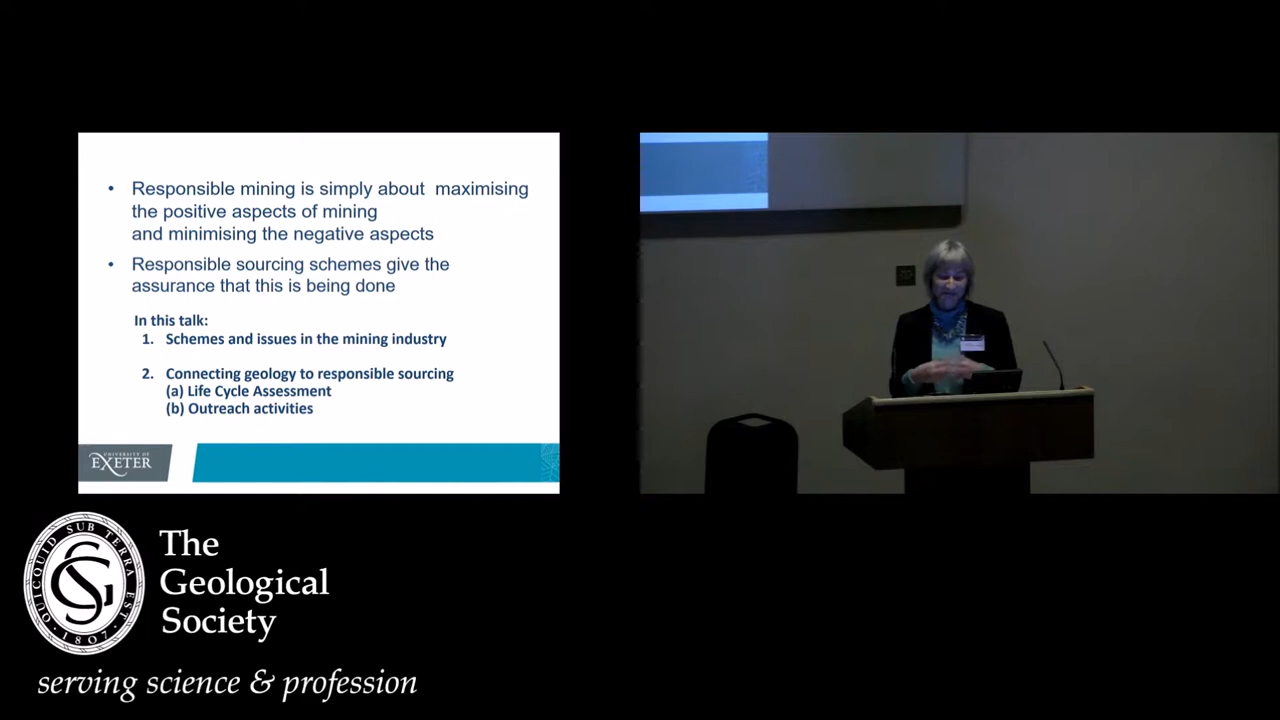 • Responsible mining is simply about maximising
the positive aspects of mining
and minimising the negative aspects
• Responsible sourcing schemes give the
assurance that this is being done
In this talk:
1. Schemes and issues in the mining industry
2. Connecting geology to responsible sourcing
(a) Life Cycle Assessment
(b) Outreach activities
UNIVERSITY OF
EXETER
QUICQUID SUB TERRA EST
GS
· 1807 ·
The
Geological
Society
serving science & profession